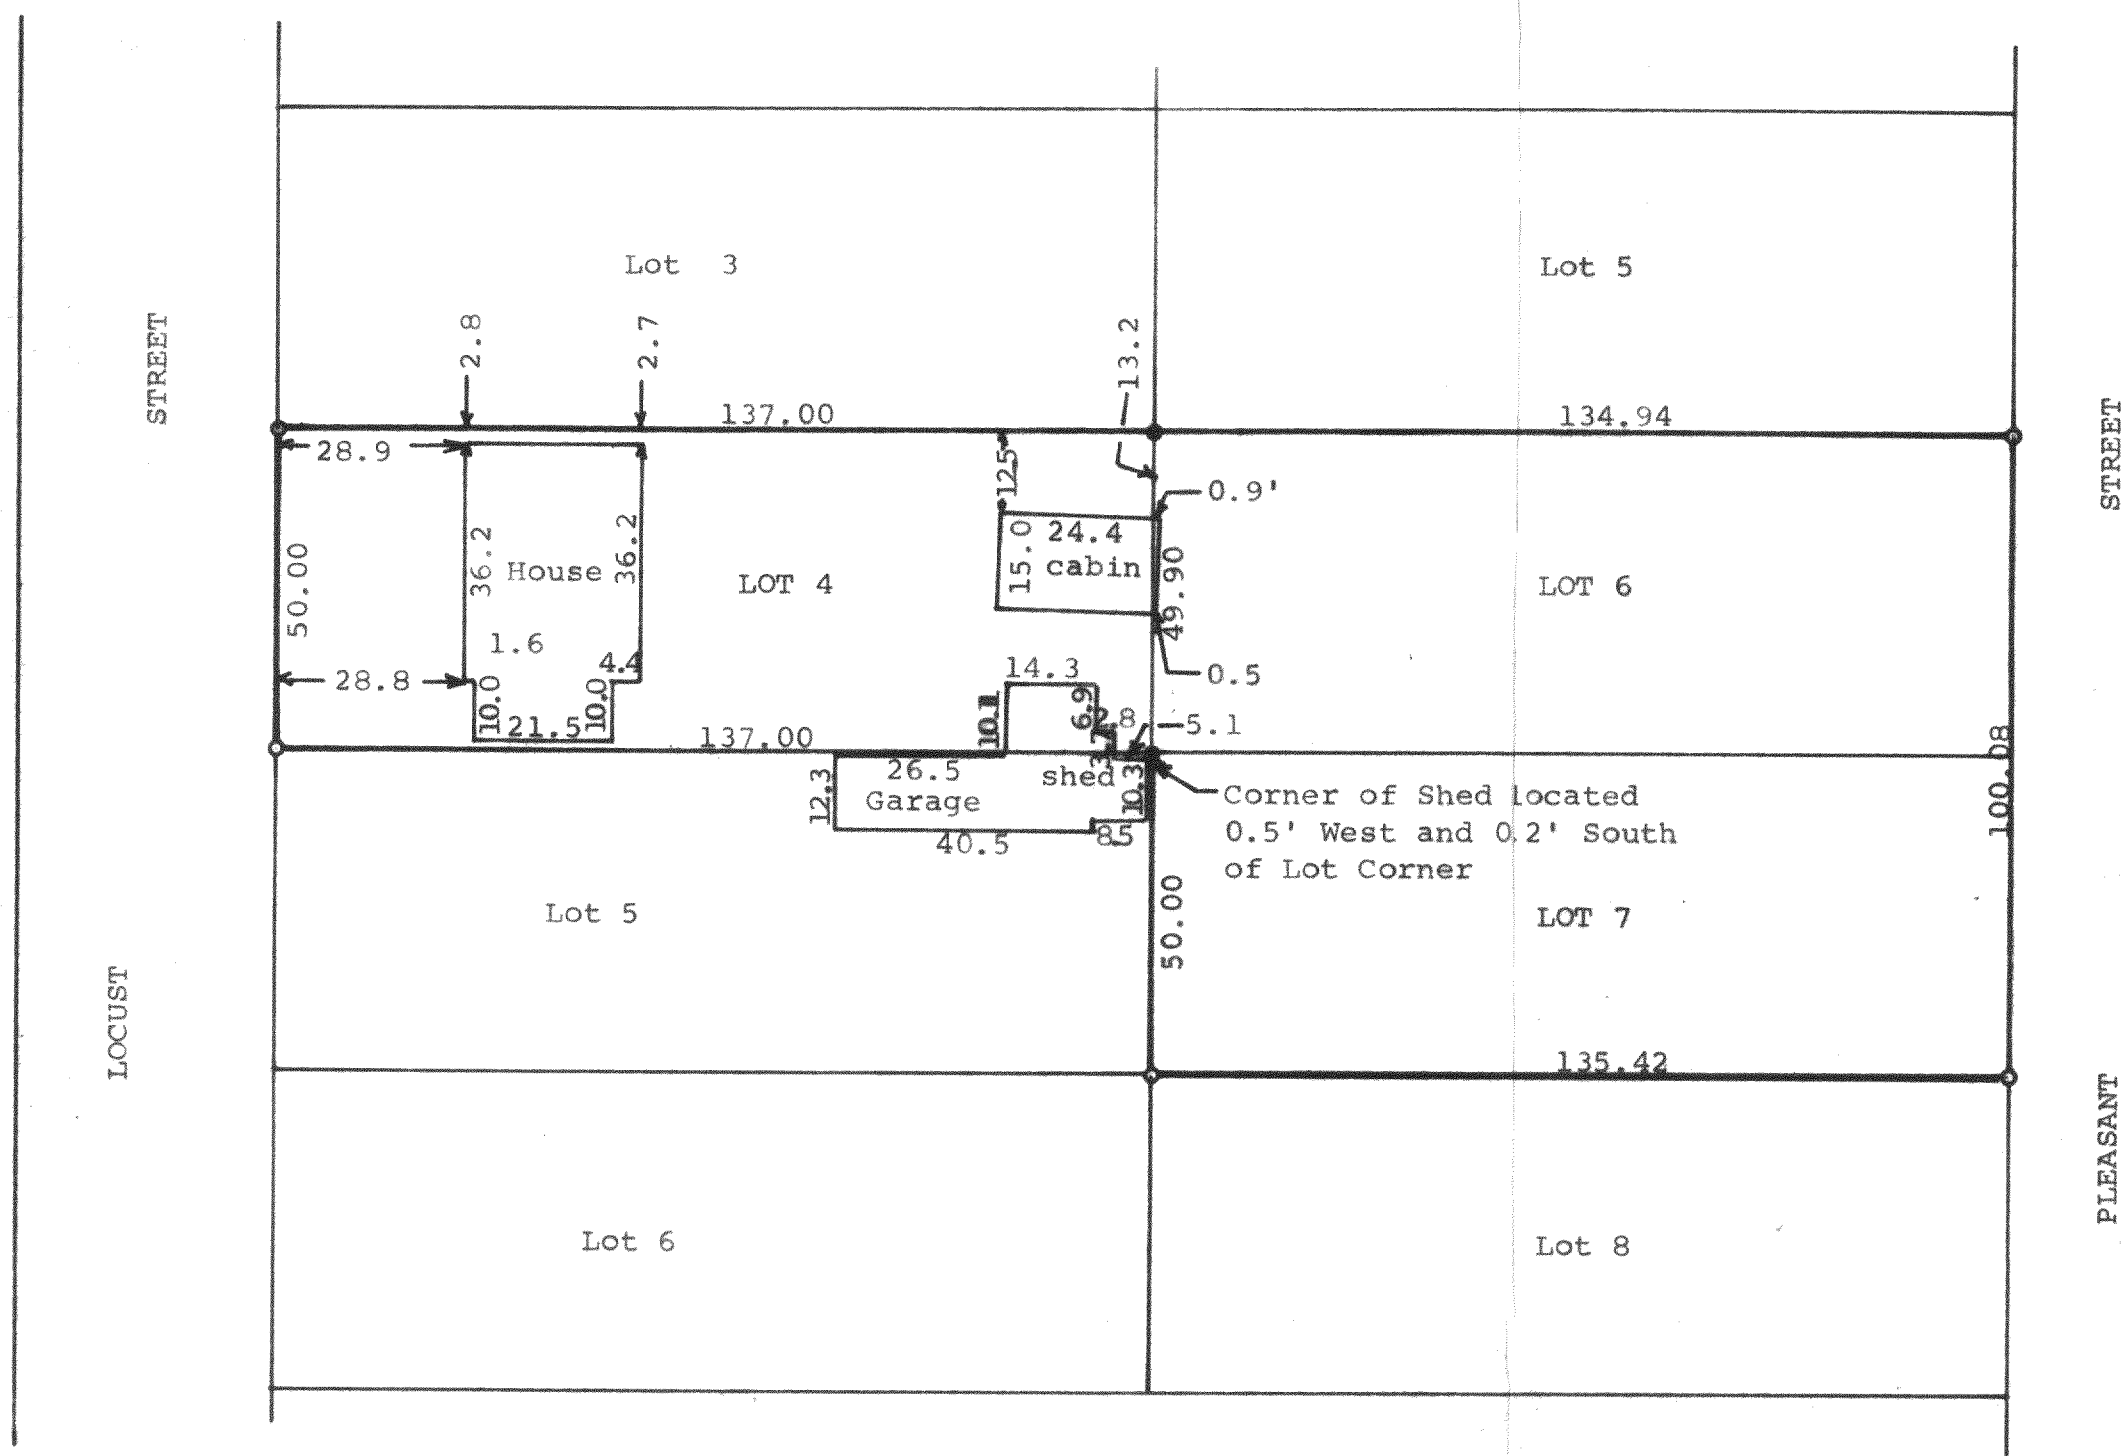 Lot 3
Lot 5
STREET
2.8
2.7
13.2
STREET
137.00
134.94
28.9
12.5
0.9'
50.00
36.2
House
36.2
LOT 4
15.0
24.4
cabin
49.90
LOT 6
1.6
4.4
28.8
10.0
21.5
10.0
14.3
0.5
10.1
6.9
2.8
5.1
137.00
26.5
shed
10.3
100.08
12.3
Garage
40.5
8.5
Corner of Shed located
0.5' West and 0.2' South
of Lot Corner
Lot 5
50.00
LOT 7
LOCUST
135.42
PLEASANT
Lot 6
Lot 8